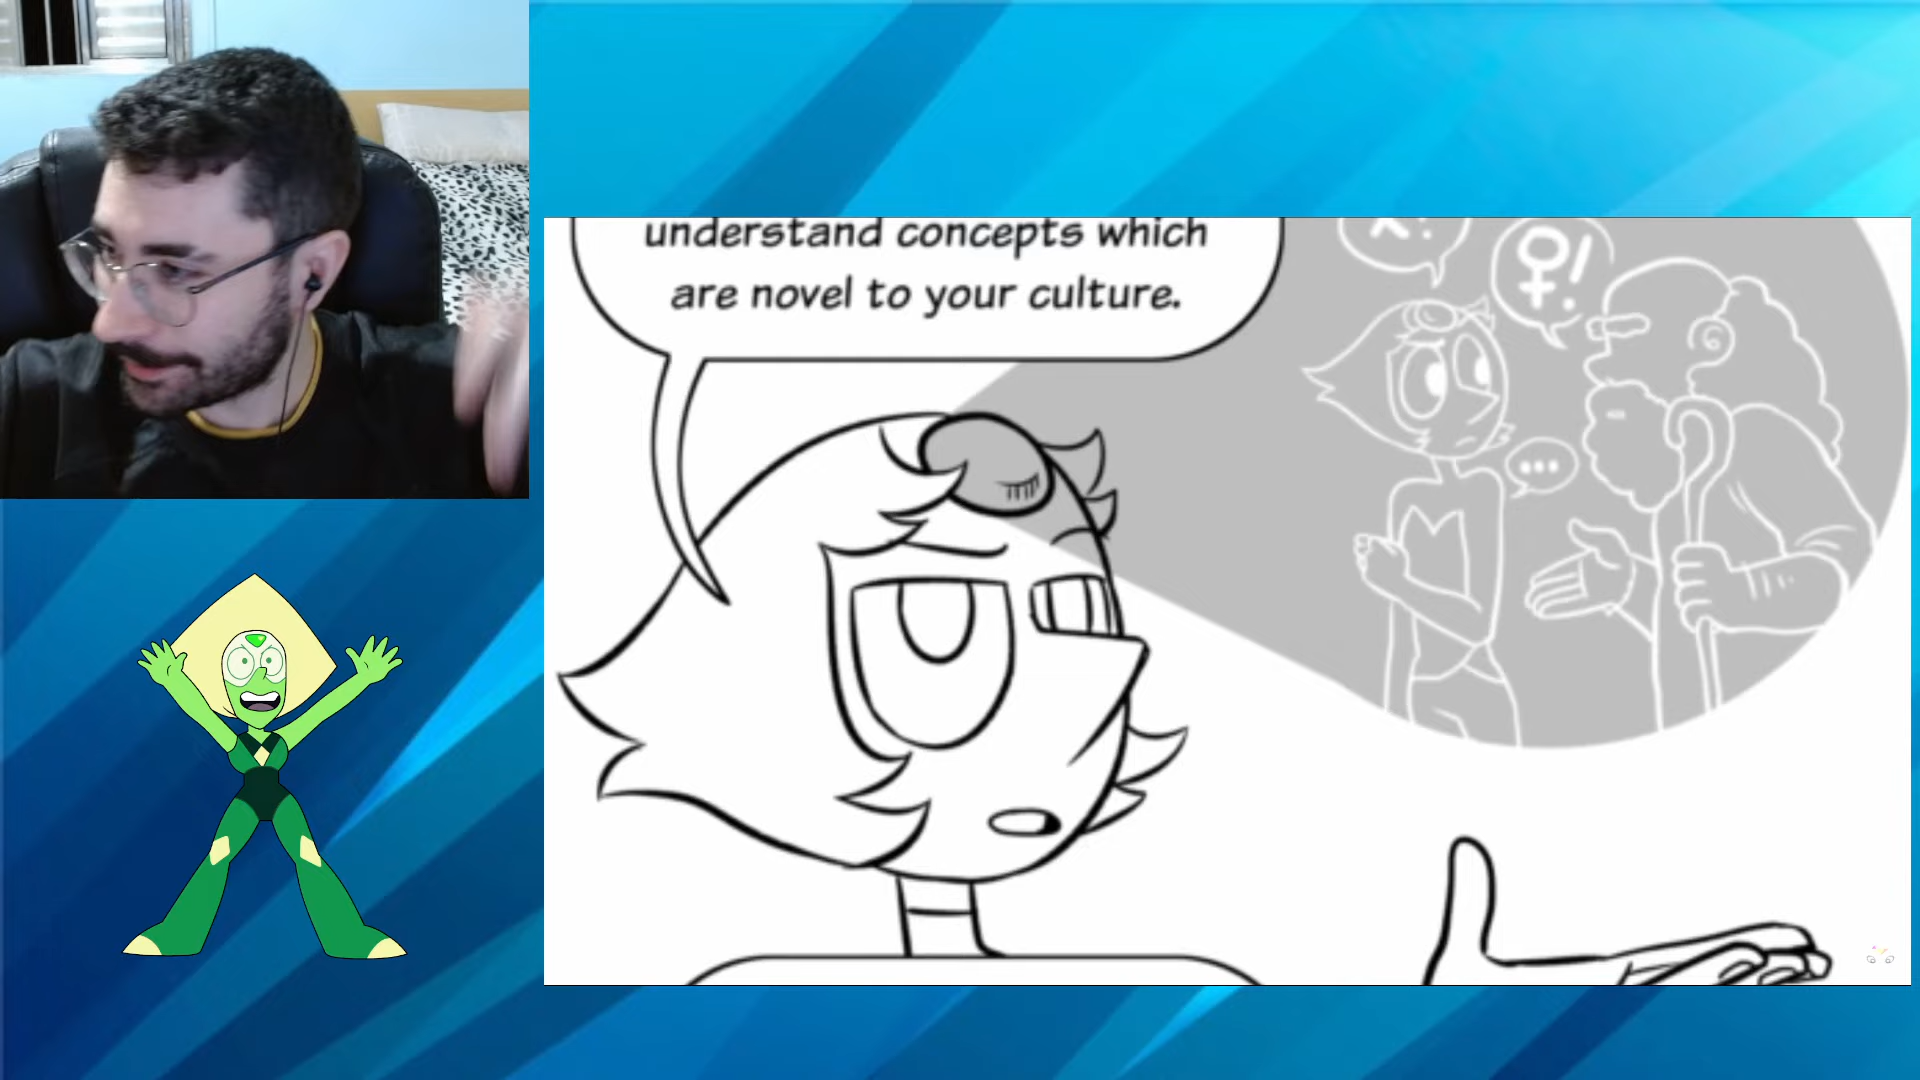 understand concepts which
are novel to your culture.
X?
♀!
...